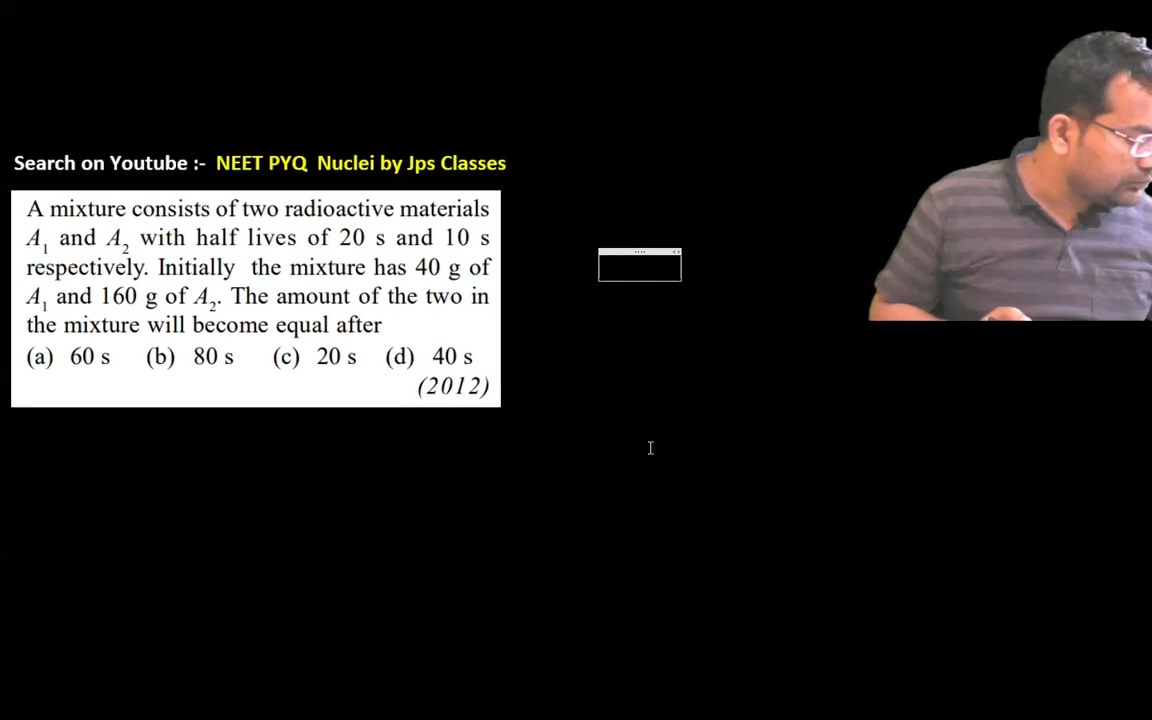 Search on Youtube :-  NEET PYQ  Nuclei by Jps Classes
A mixture consists of two radioactive materials
A₁ and A₂ with half lives of 20 s and 10 s
respectively. Initially the mixture has 40 g of
A₁ and 160 g of A₂. The amount of the two in
the mixture will become equal after
(a) 60 s (b) 80 s (c) 20 s (d) 40 s
(2012)